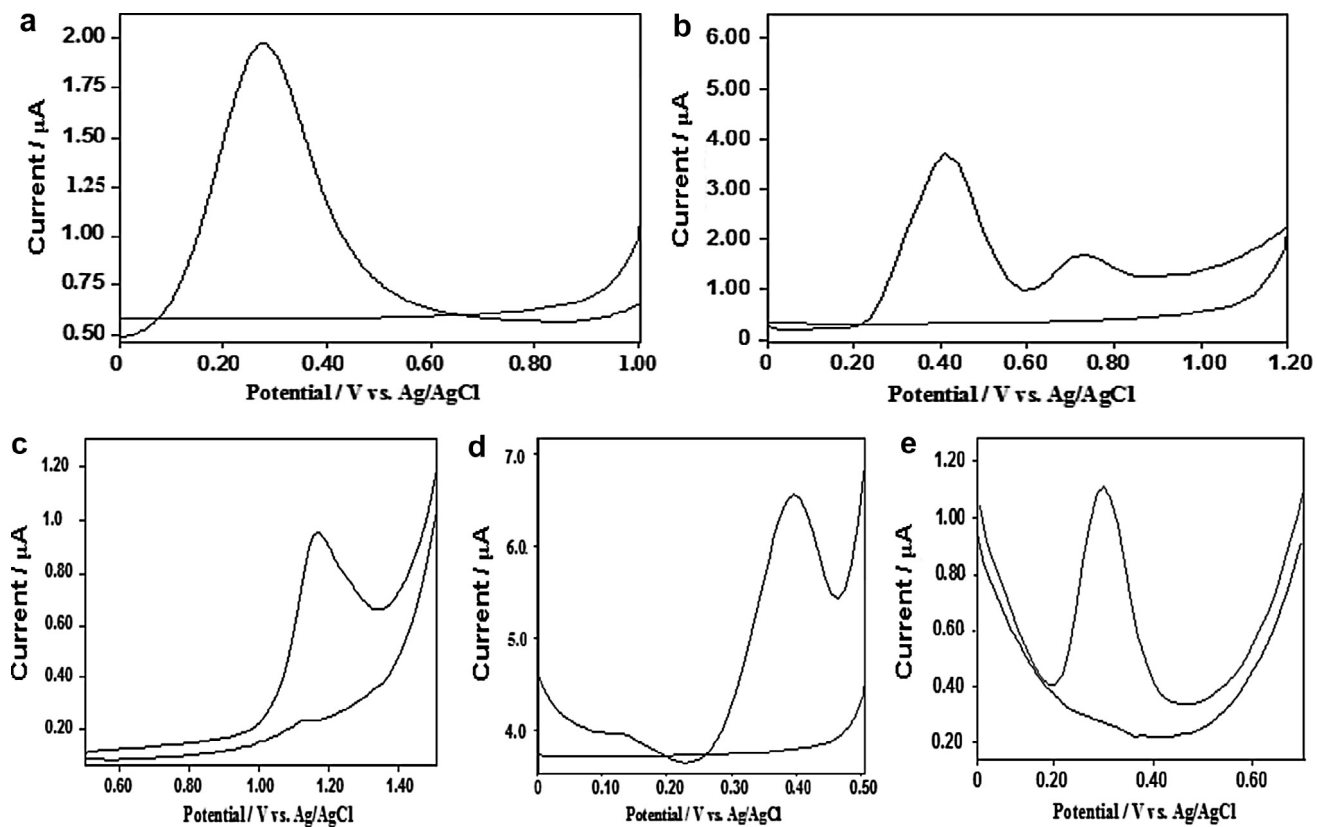 a
2.00
1.75
1.50
1.25
1.00
0.75
0.50
Current / µA
0 0.20 0.40 0.60 0.80 1.00
Potential / V vs. Ag/AgCl
b
6.00
5.00
4.00
3.00
2.00
1.00
0
Current / µA
0 0.20 0.40 0.60 0.80 1.00 1.20
Potential / V vs. Ag/AgCl
c
1.20
1.0
0.80
0.60
0.40
0.20
Current / µA
0.60 0.80 1.00 1.20 1.40
Potential / V vs. Ag/AgCl
d
7.0
6.0
5.0
4.0
Current / µA
0 0.10 0.20 0.30 0.40 0.50
Potential / V vs. Ag/AgCl
e
1.20
1.00
0.80
0.60
0.40
0.20
Current / µA
0 0.20 0.40 0.60
Potential / V vs. Ag/AgCl